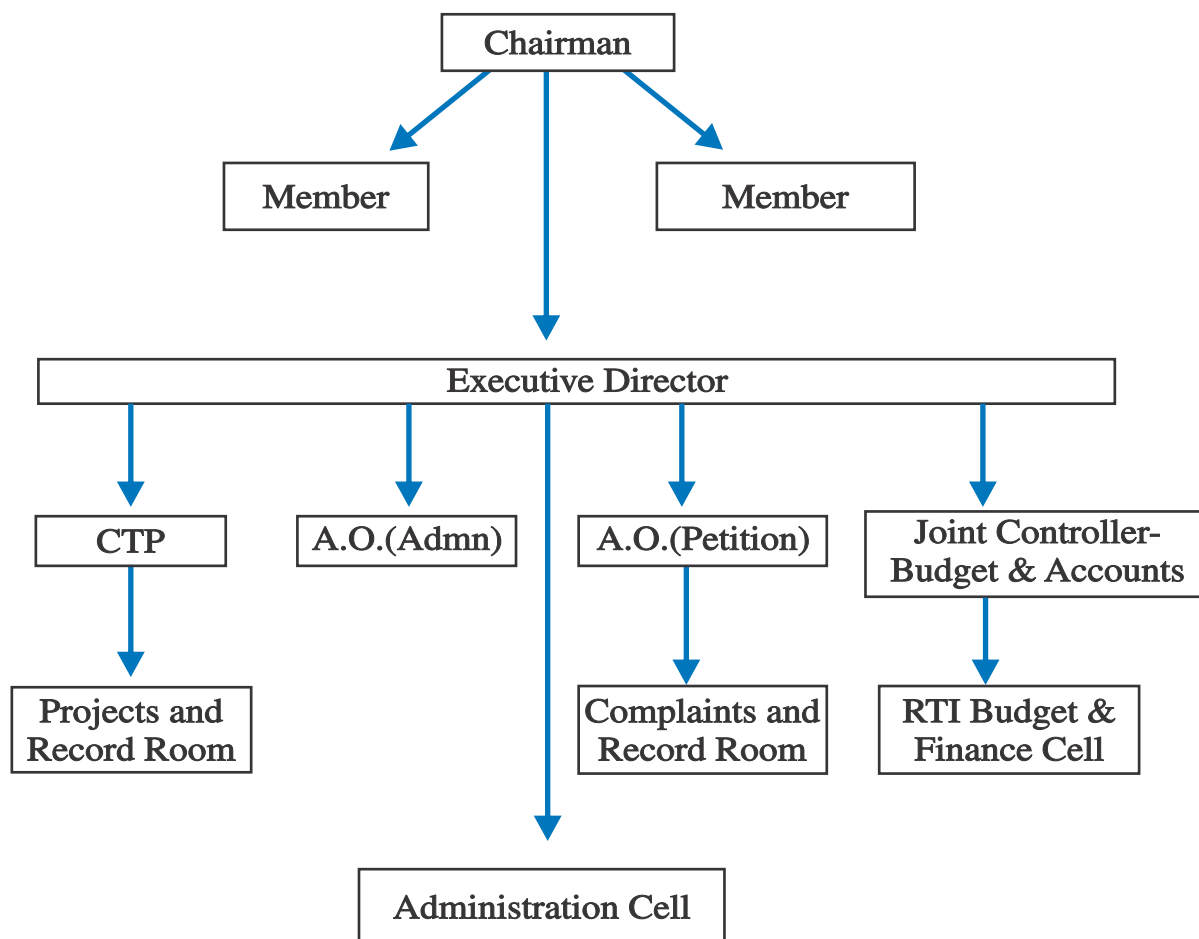 Chairman
Member
Member
Executive Director
CTP
A.O.(Admn)
A.O.(Petition)
Joint Controller-
Budget & Accounts
Projects and
Record Room
Complaints and
Record Room
RTI Budget &
Finance Cell
Administration Cell